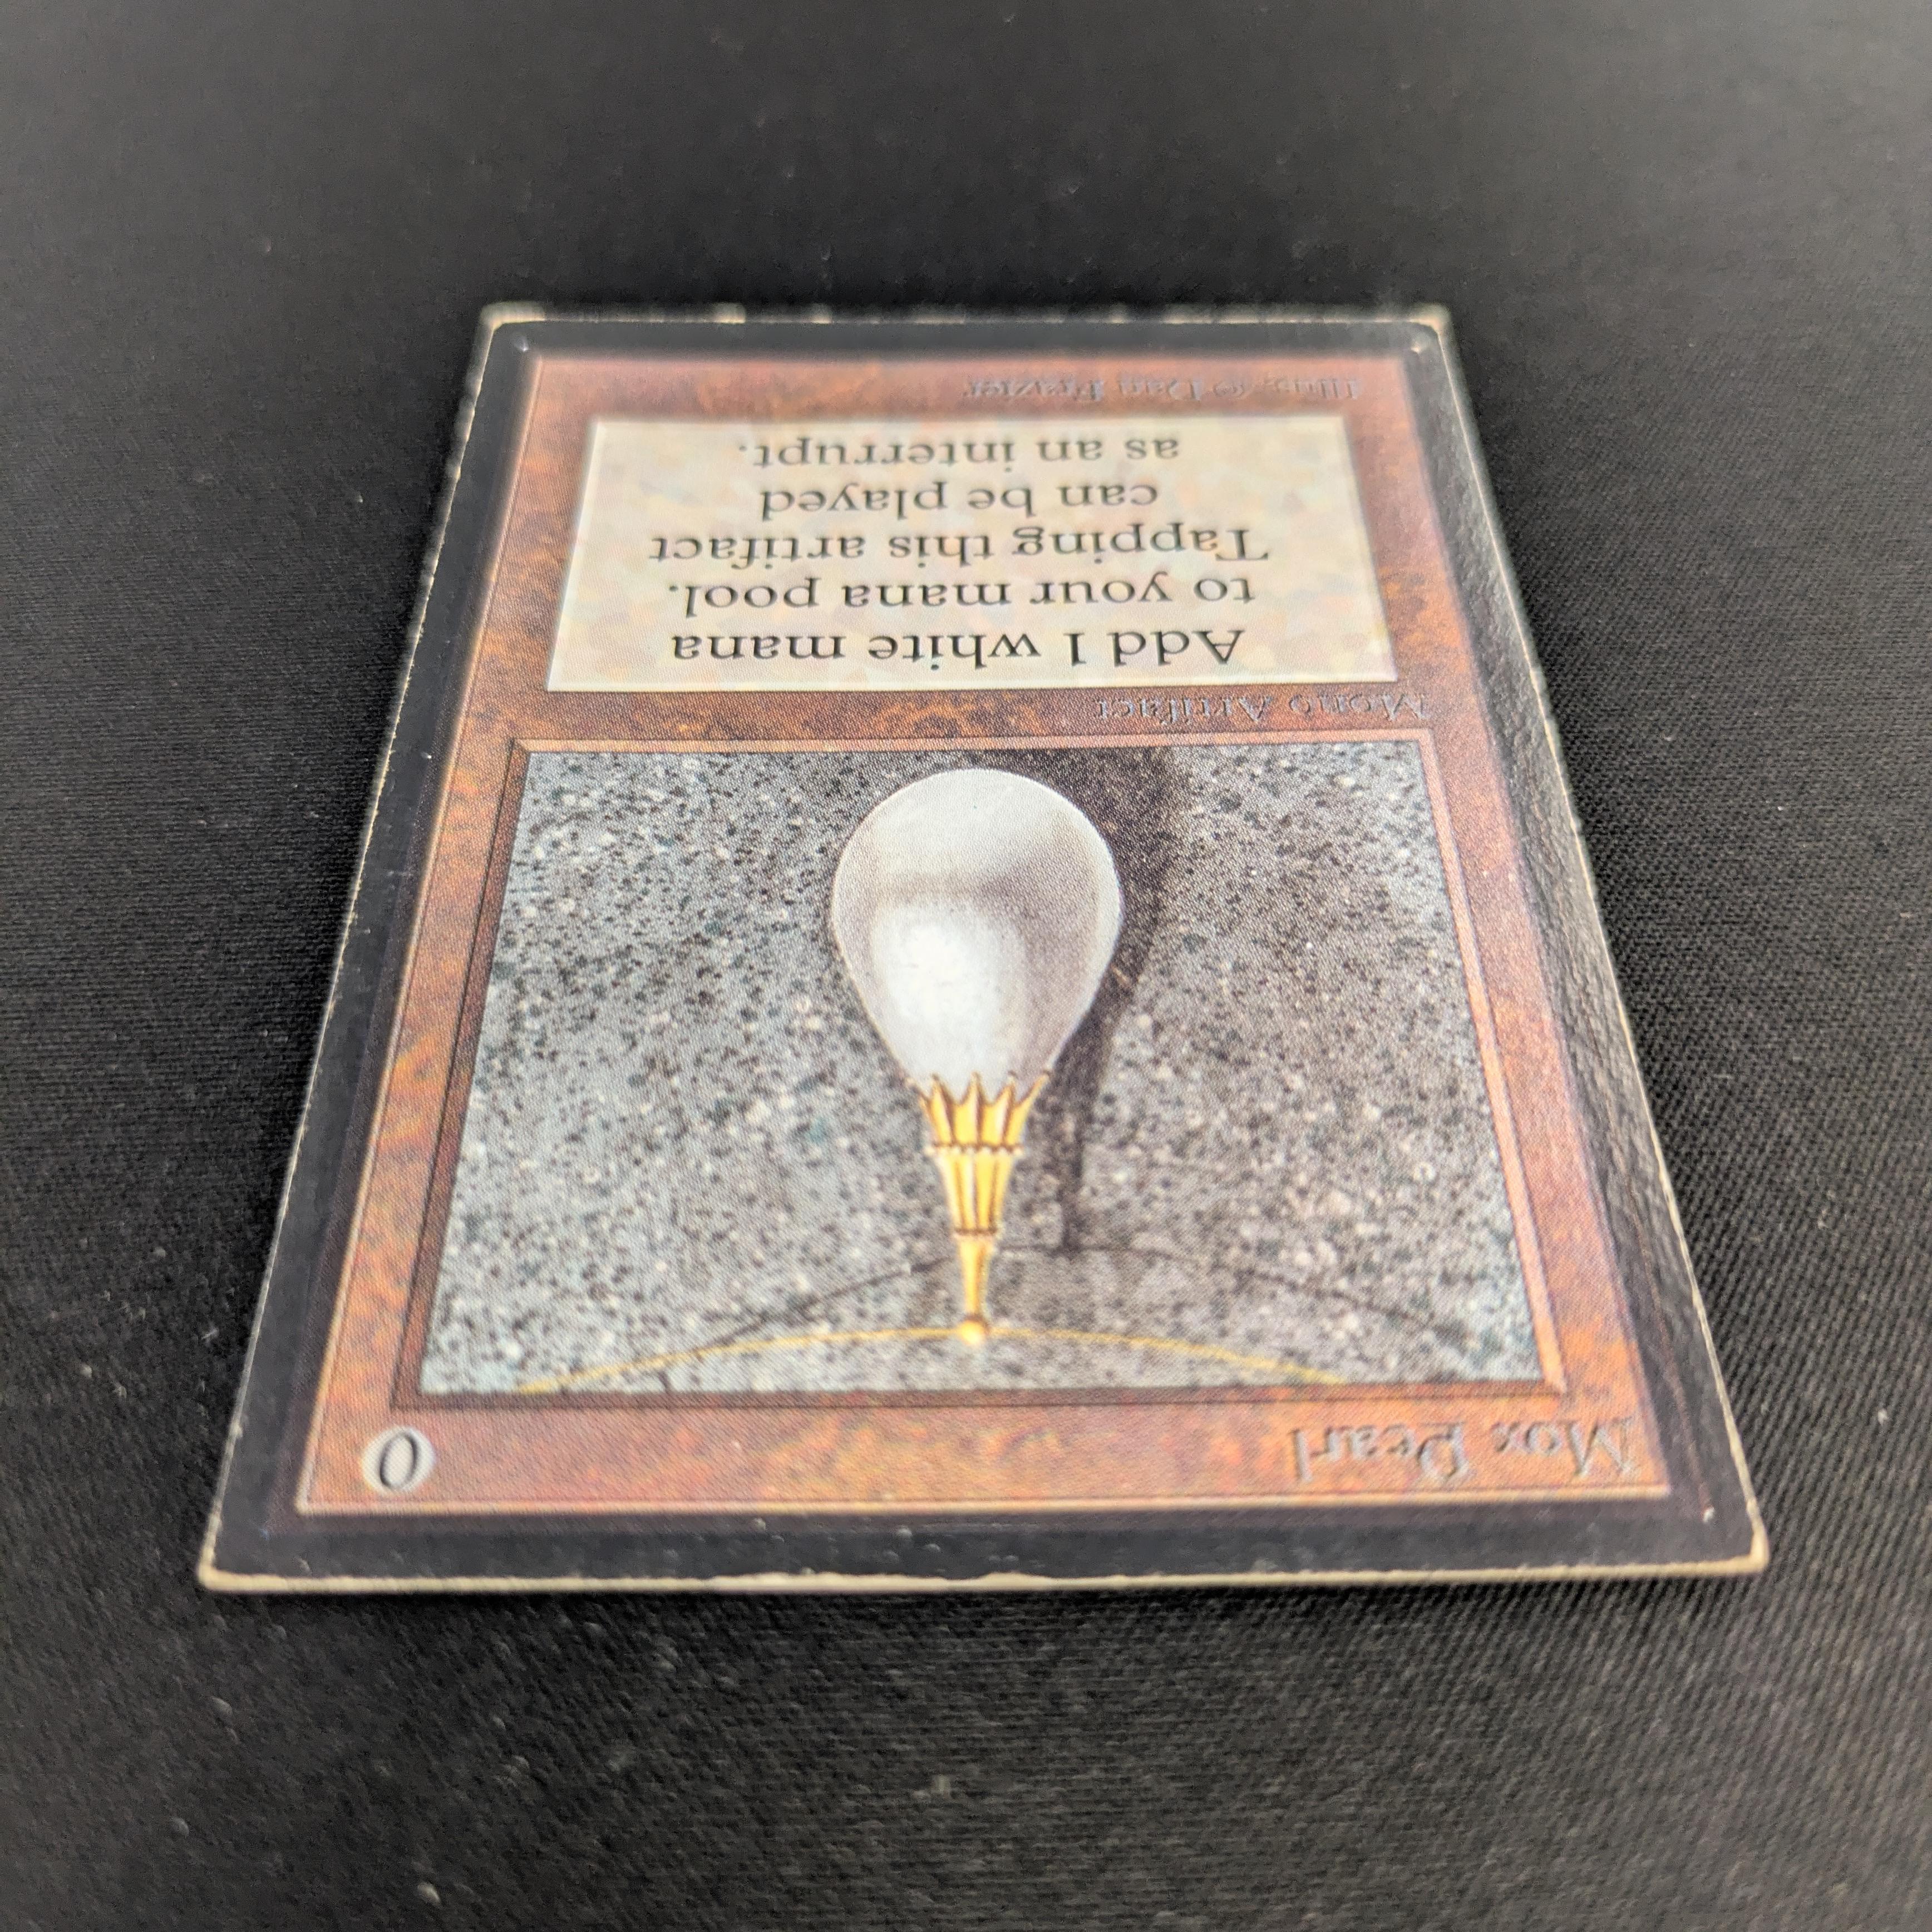 Mox Pearl
0
Mono Artifact
Add 1 white mana
to your mana pool.
Tapping this artifact
can be played
as an interrupt.
Illus. © Dan Frazier